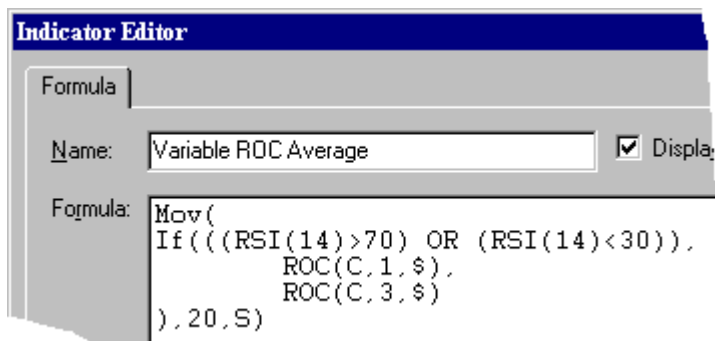 Indicator Editor
Formula
Name: Variable ROC Average
Formula: Mov(
If(((RSI(14)>70) OR (RSI(14)<30)),
ROC(C,1,$),
ROC(C,3,$)
),20,S)